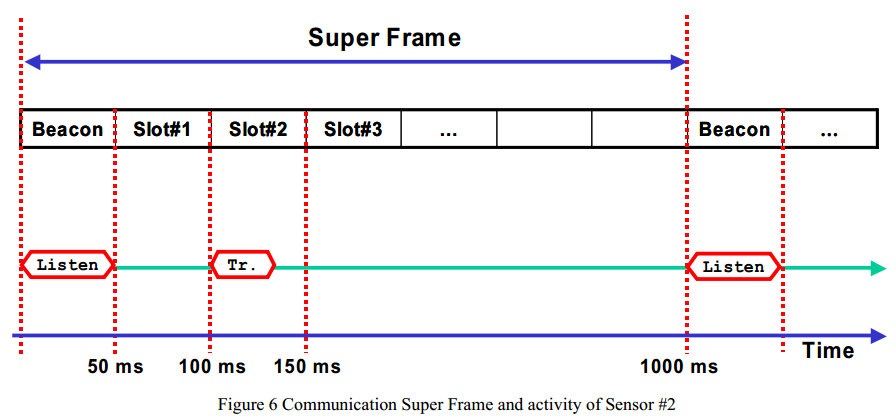 Super Frame
Beacon Slot#1 Slot#2 Slot#3 ... Beacon ...
Listen Tr. Listen
Time
50 ms 100 ms 150 ms 1000 ms
Figure 6 Communication Super Frame and activity of Sensor #2